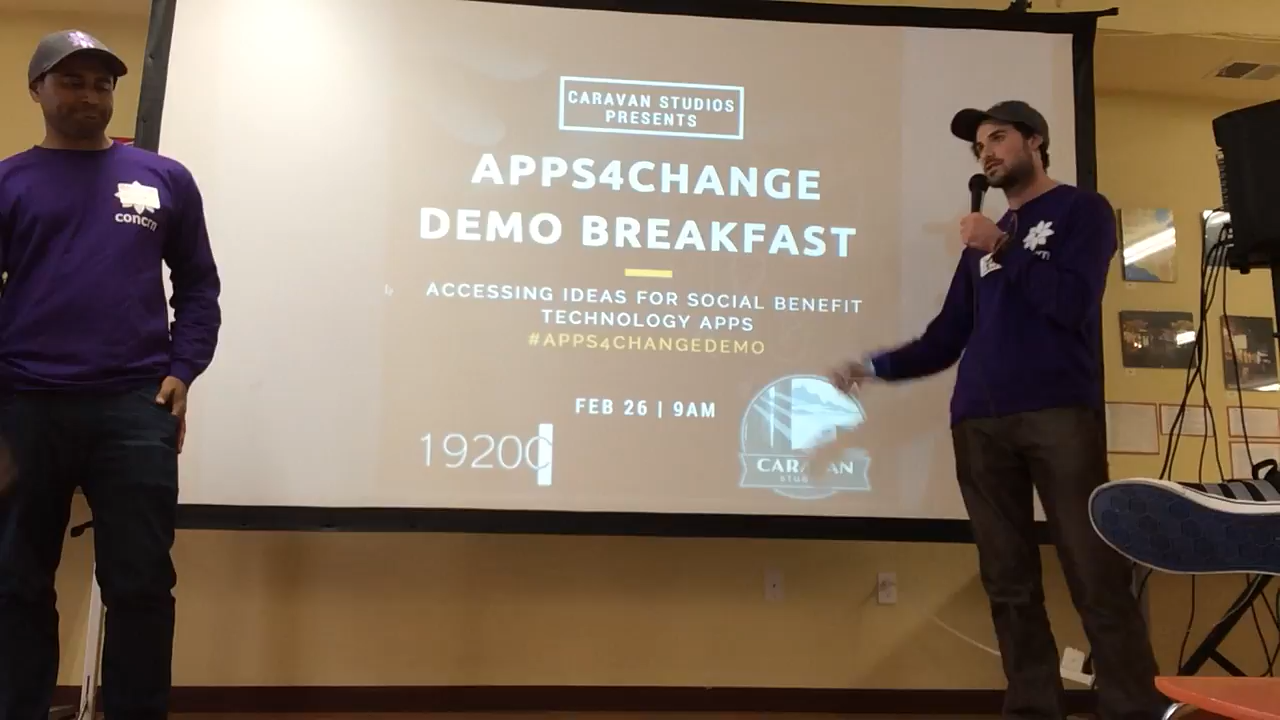 CARAVAN STUDIOS
PRESENTS
APPS4CHANGE
DEMO BREAKFAST
ACCESSING IDEAS FOR SOCIAL BENEFIT
TECHNOLOGY APPS
#APPS4CHANGEDEMO
FEB 26 | 9AM
1920C
concrn